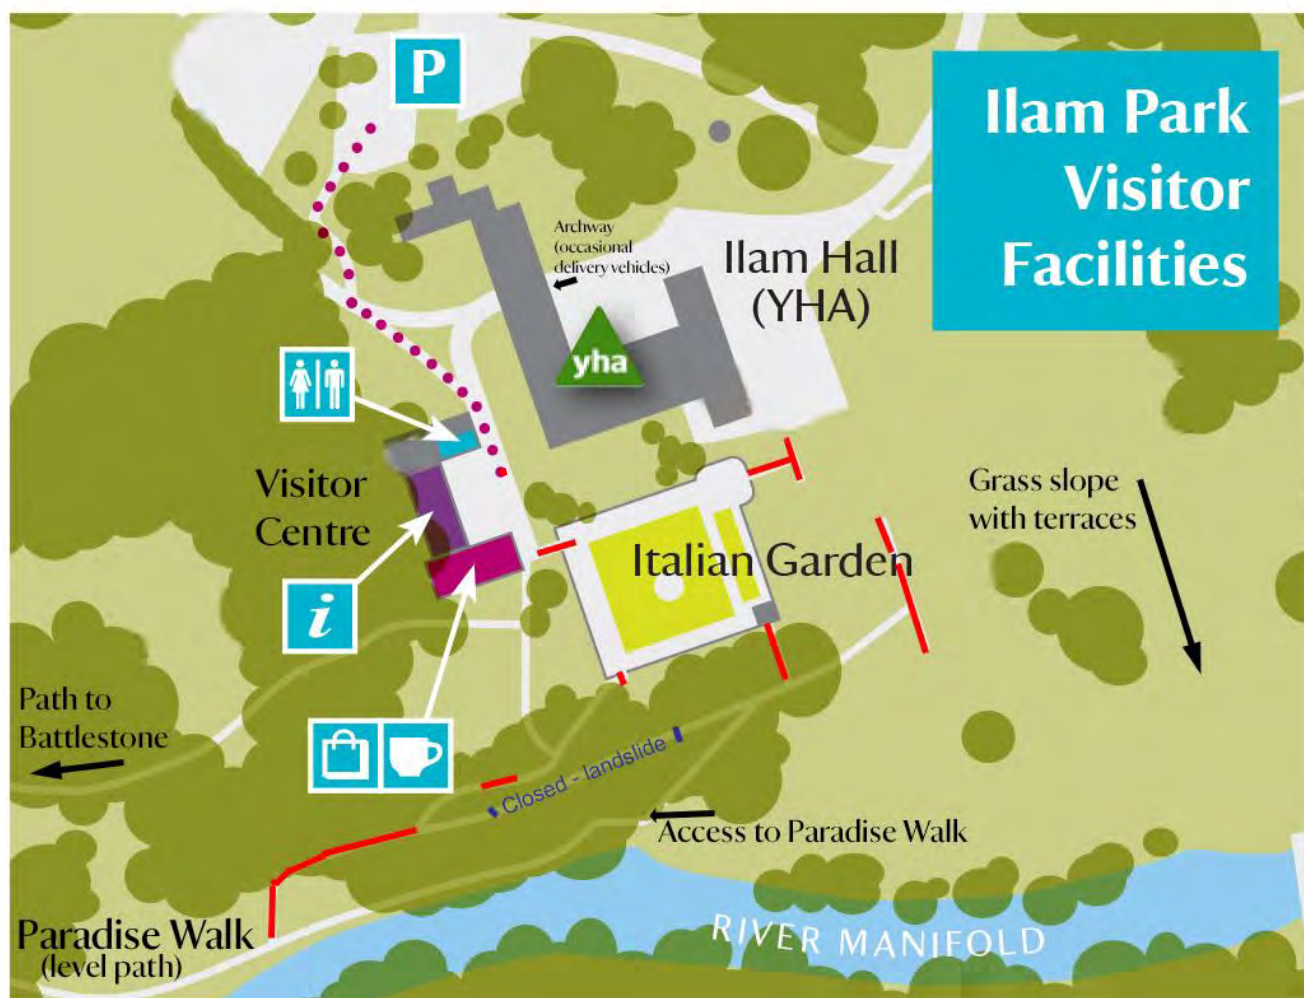 P
Ilam Park
Visitor
Facilities
Archway
(occasional
delivery vehicles)
Ilam Hall
(YHA)
yha
Visitor
Centre
Grass slope
with terraces
Italian Garden
i
Path to
Battlestone
Closed - landslide
Access to Paradise Walk
Paradise Walk
(level path)
RIVER MANIFOLD